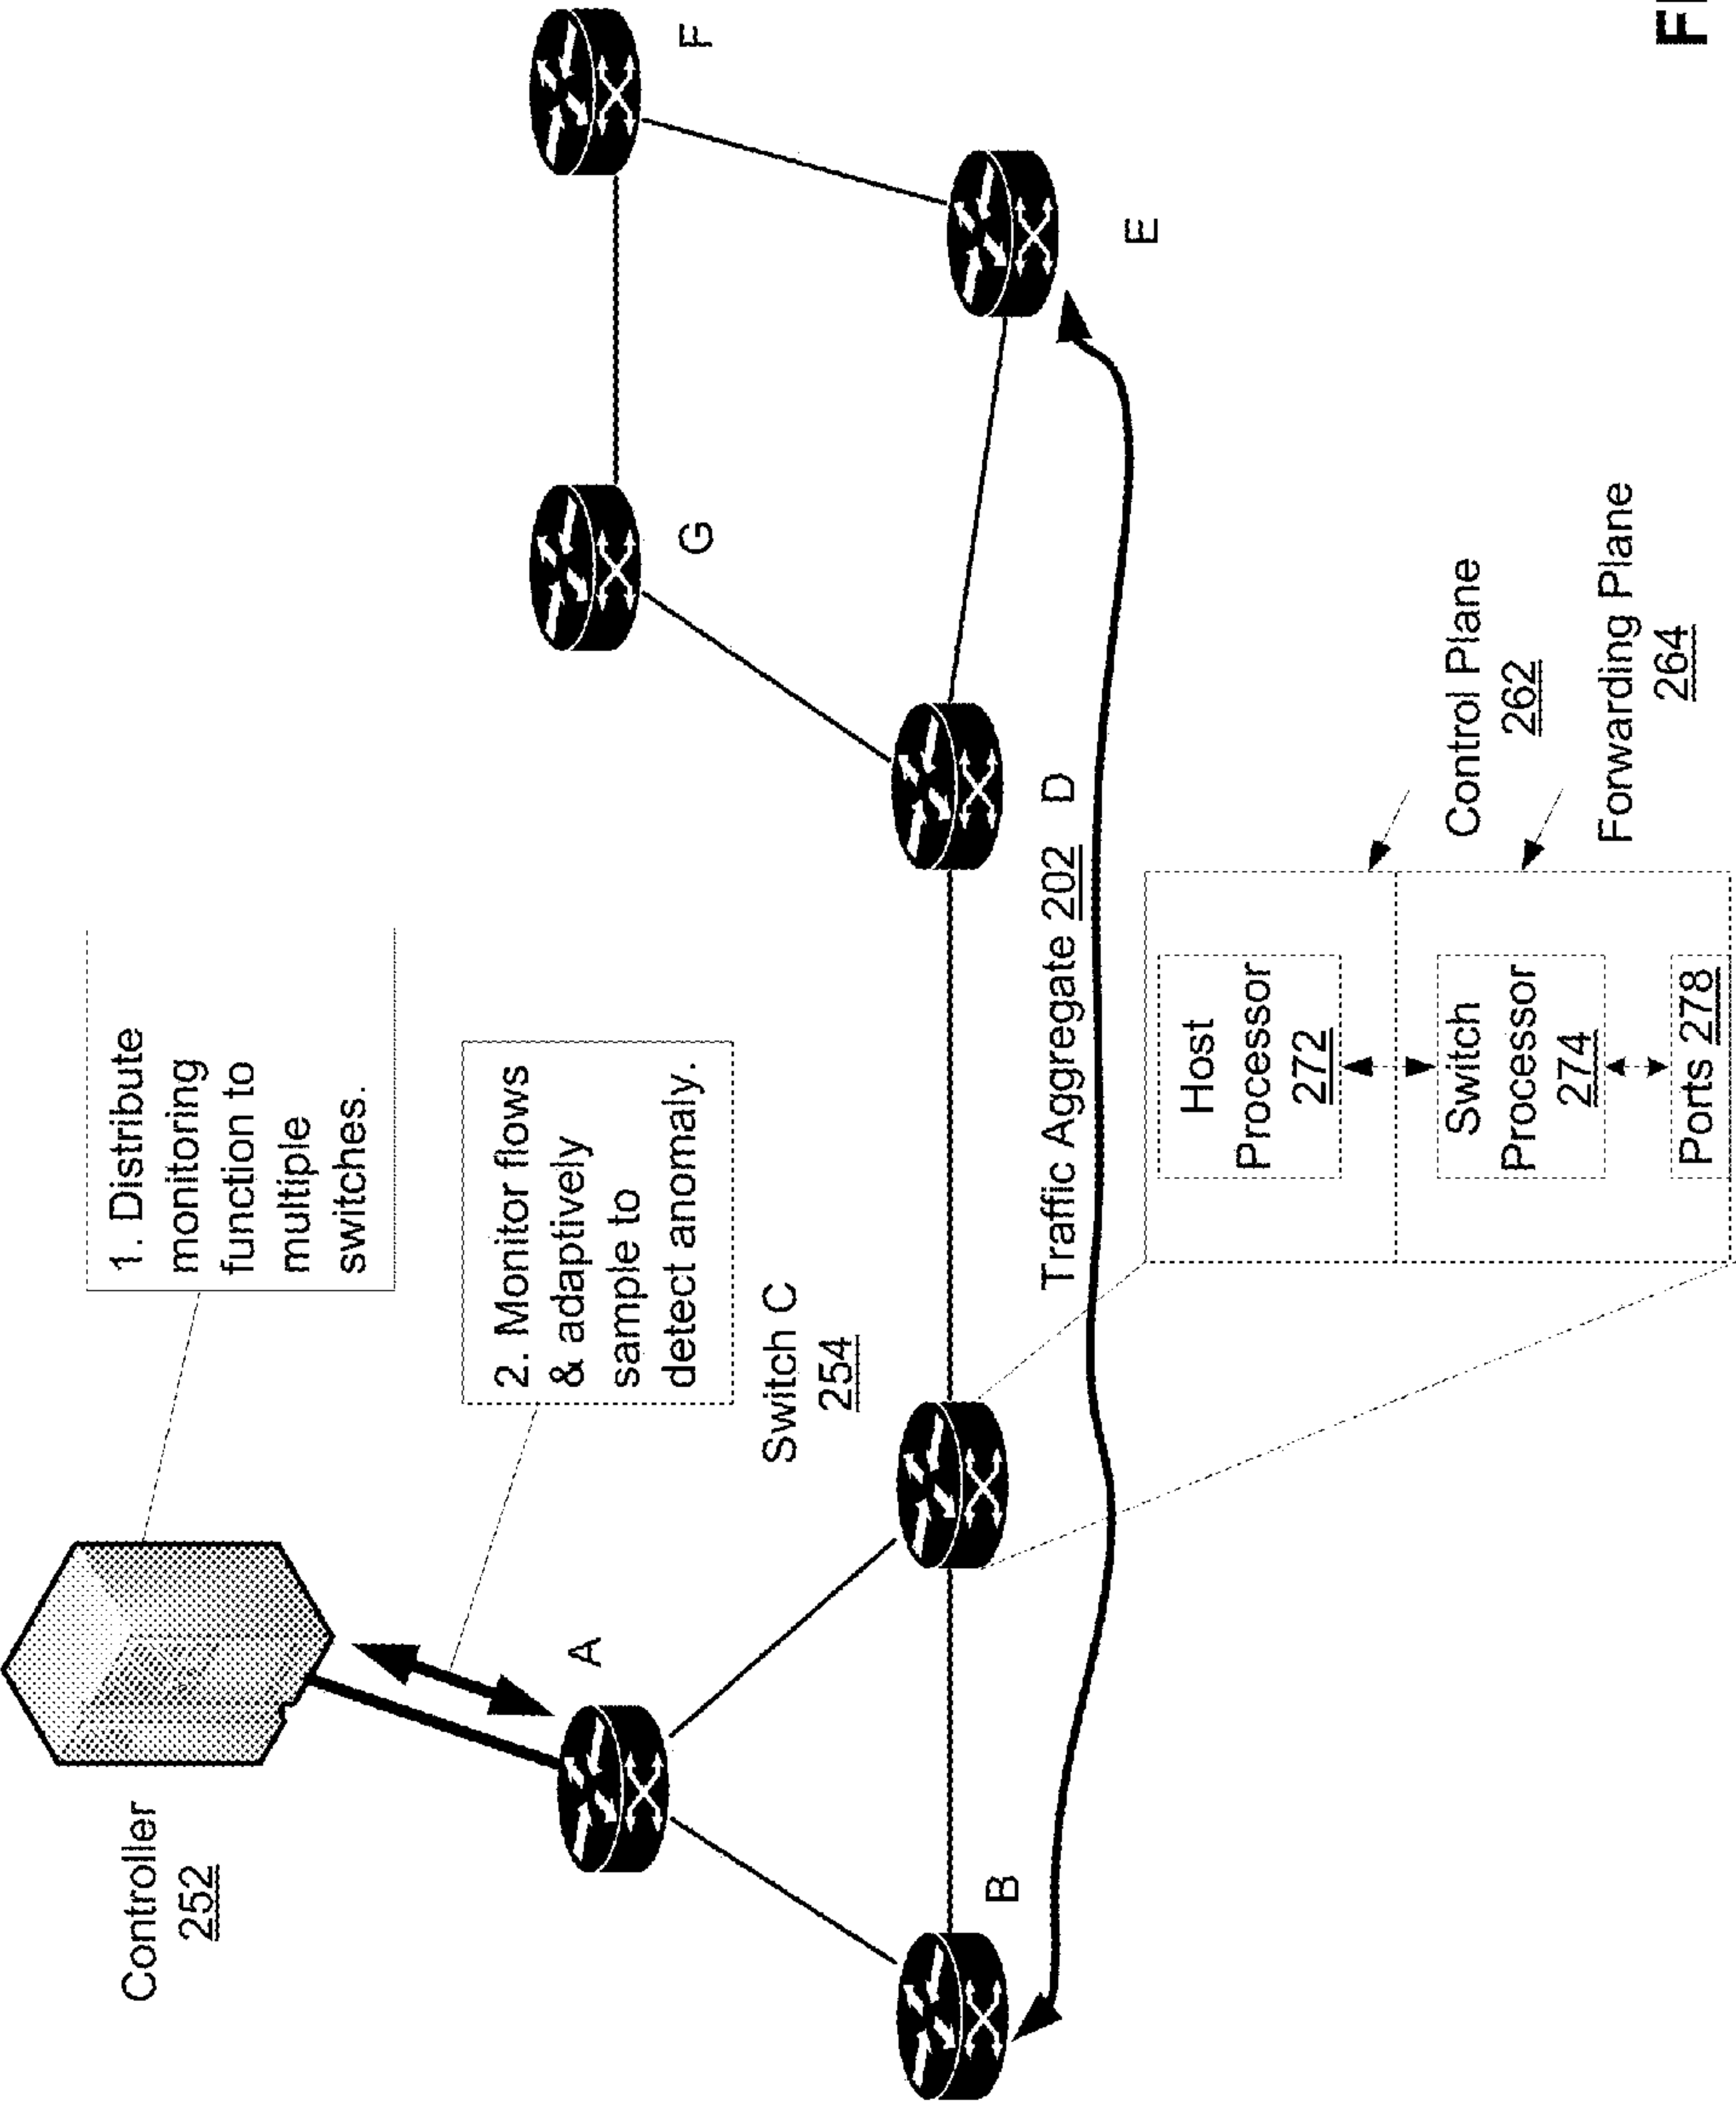 Controller
252
1. Distribute
monitoring
function to
multiple
switches.
2. Monitor flows
& adaptively
sample to
detect anomaly.
A
Switch C
254
B
G
F
E
D
Traffic Aggregate 202
Host
Processor
272
Switch
Processor
274
Ports 278
Control Plane
262
Forwarding Plane
264